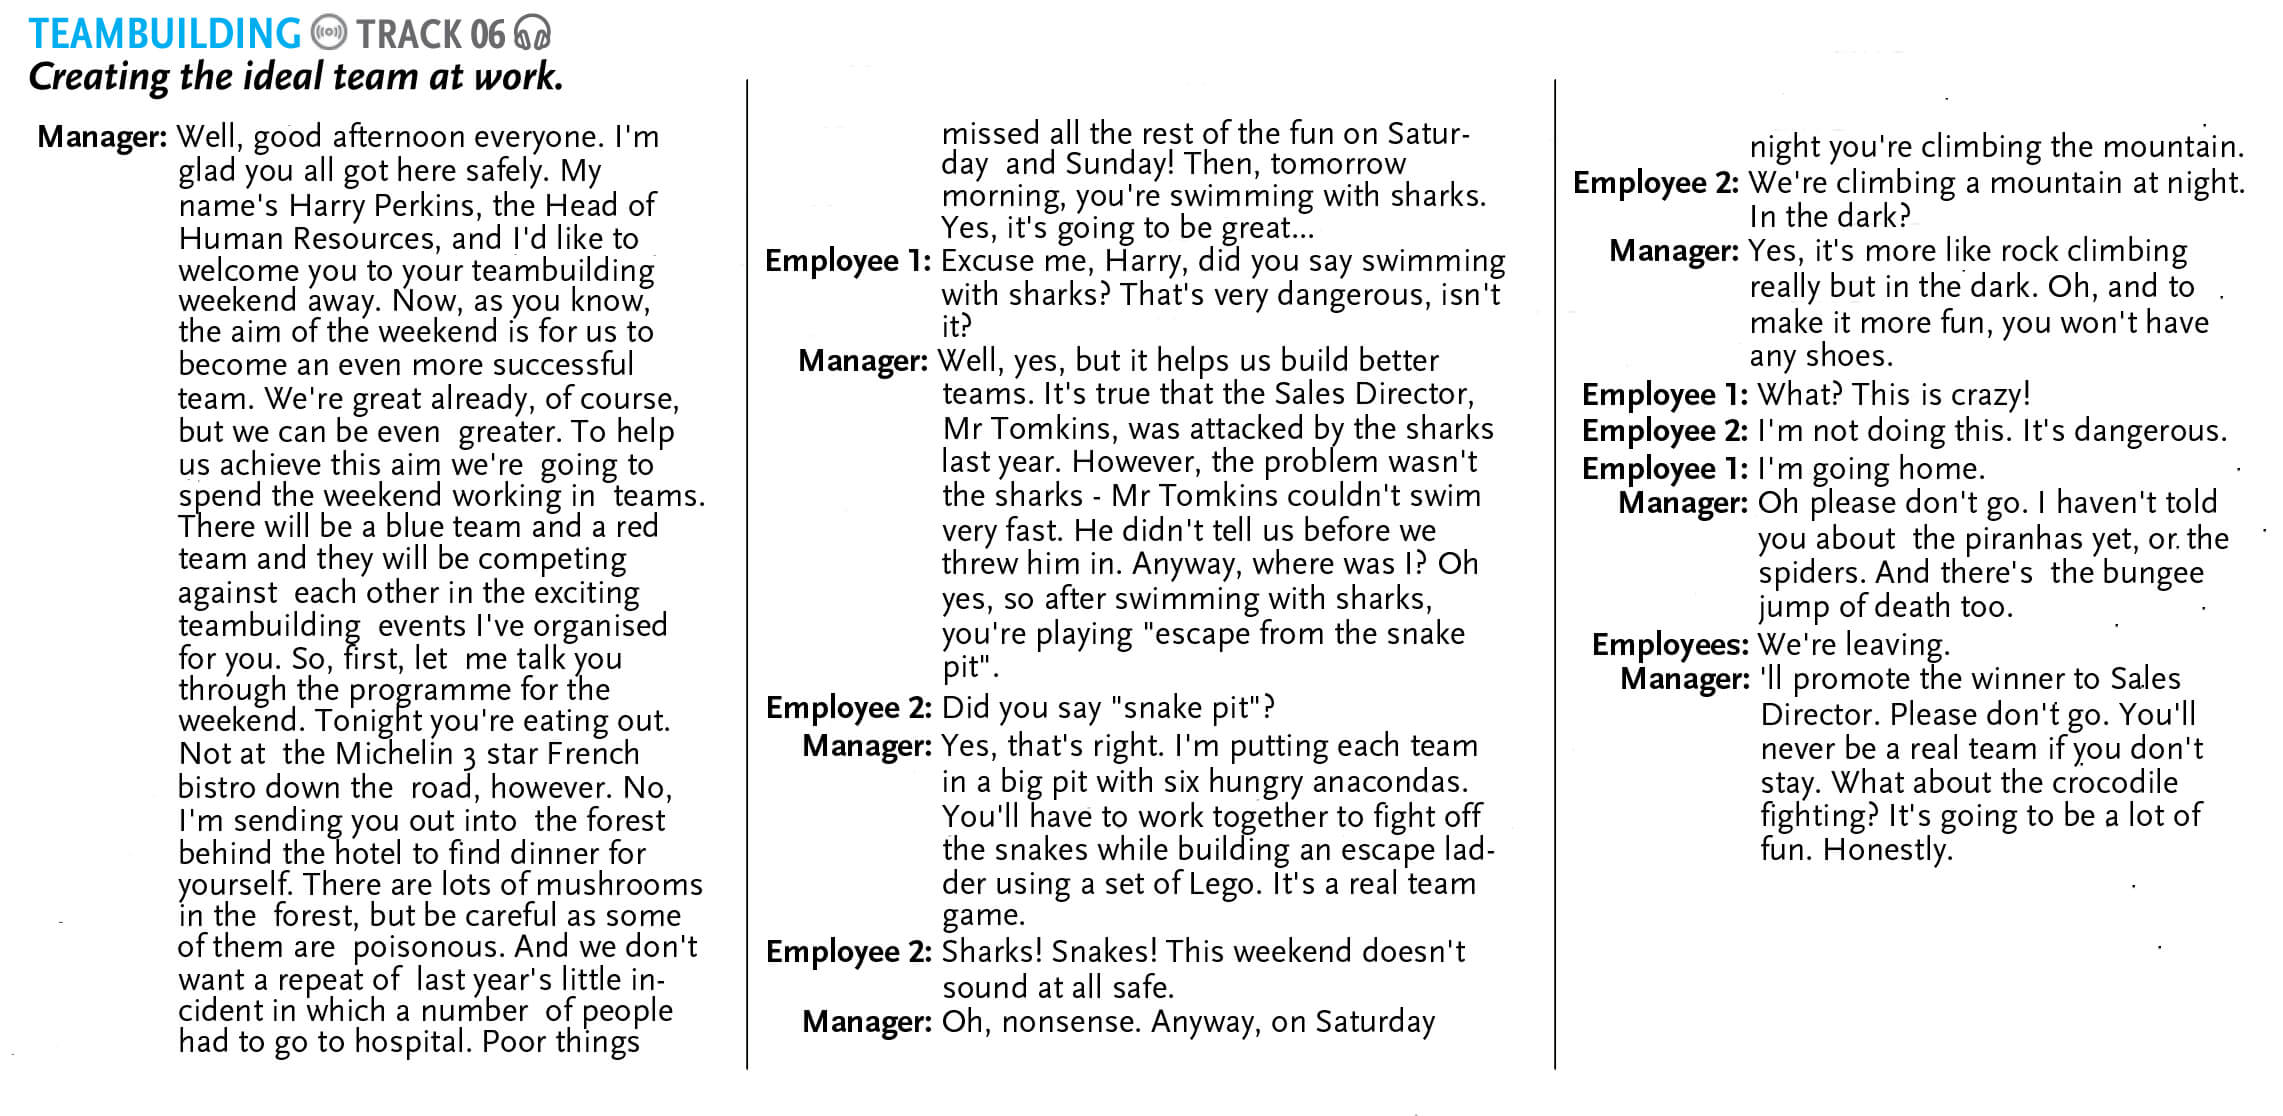 TEAMBUILDING TRACK 06
Creating the ideal team at work.
Manager: Well, good afternoon everyone. I'm
glad you all got here safely. My
name's Harry Perkins, the Head of
Human Resources, and I'd like to
welcome you to your teambuilding
weekend away. Now, as you know,
the aim of the weekend is for us to
become an even more successful
team. We're great already, of course,
but we can be even greater. To help
us achieve this aim we're going to
spend the weekend working in teams.
There will be a blue team and a red
team and they will be competing
against each other in the exciting
teambuilding events I've organised
for you. So, first, let me talk you
through the programme for the
weekend. Tonight you're eating out.
Not at the Michelin 3 star French
bistro down the road, however. No,
I'm sending you out into the forest
behind the hotel to find dinner for
yourself. There are lots of mushrooms
in the forest, but be careful as some
of them are poisonous. And we don't
want a repeat of last year's little in-
cident in which a number of people
had to go to hospital. Poor things
missed all the rest of the fun on Satur-
day and Sunday! Then, tomorrow
morning, you're swimming with sharks.
Yes, it's going to be great...
Employee 1: Excuse me, Harry, did you say swimming
with sharks? That's very dangerous, isn't
it?
Manager: Well, yes, but it helps us build better
teams. It's true that the Sales Director,
Mr Tomkins, was attacked by the sharks
last year. However, the problem wasn't
the sharks - Mr Tomkins couldn't swim
very fast. He didn't tell us before we
threw him in. Anyway, where was I? Oh
yes, so after swimming with sharks,
you're playing "escape from the snake
pit".
Employee 2: Did you say "snake pit"?
Manager: Yes, that's right. I'm putting each team
in a big pit with six hungry anacondas.
You'll have to work together to fight off
the snakes while building an escape lad-
der using a set of Lego. It's a real team
game.
Employee 2: Sharks! Snakes! This weekend doesn't
sound at all safe.
Manager: Oh, nonsense. Anyway, on Saturday
night you're climbing the mountain.
Employee 2: We're climbing a mountain at night.
In the dark?
Manager: Yes, it's more like rock climbing
really but in the dark. Oh, and to
make it more fun, you won't have
any shoes.
Employee 1: What? This is crazy!
Employee 2: I'm not doing this. It's dangerous.
Employee 1: I'm going home.
Manager: Oh please don't go. I haven't told
you about the piranhas yet, or the
spiders. And there's the bungee
jump of death too.
Employees: We're leaving.
Manager: 'll promote the winner to Sales
Director. Please don't go. You'll
never be a real team if you don't
stay. What about the crocodile
fighting? It's going to be a lot of
fun. Honestly.